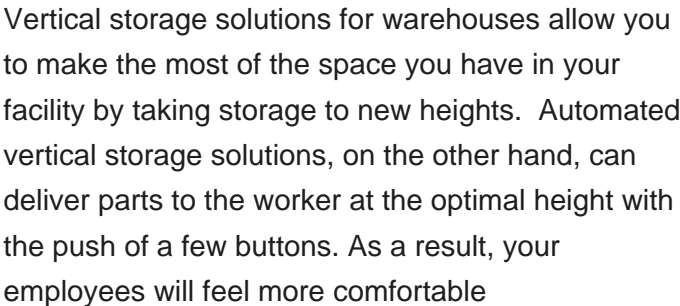 Vertical storage solutions for warehouses allow you
to make the most of the space you have in your
facility by taking storage to new heights.  Automated
vertical storage solutions, on the other hand, can
deliver parts to the worker at the optimal height with
the push of a few buttons. As a result, your
employees will feel more comfortable